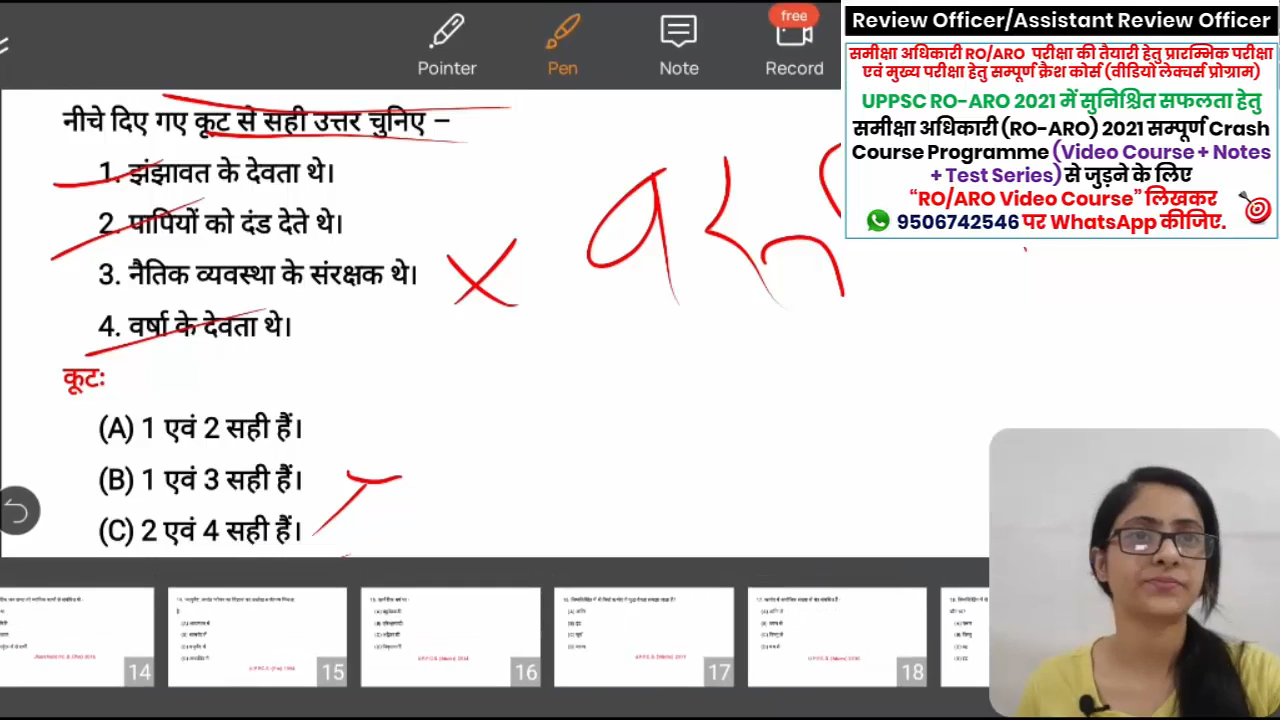 Pointer
Pen
Note
free
Record
Review Officer/Assistant Review Officer
समीक्षा अधिकारी RO/ARO परीक्षा की तैयारी हेतु प्रारम्भिक परीक्षा
एवं मुख्य परीक्षा हेतु सम्पूर्ण क्रैश कोर्स (वीडियो लेक्चर्स प्रोग्राम)
UPPSC RO-ARO 2021 में सुनिश्चित सफलता हेतु
समीक्षा अधिकारी (RO-ARO) 2021 सम्पूर्ण Crash
Course Programme (Video Course + Notes
+ Test Series) से जुड़ने के लिए
“RO/ARO Video Course” लिखकर
9506742546 पर WhatsApp कीजिए.
नीचे दिए गए कूट से सही उत्तर चुनिए –
1. झंझावत के देवता थे।
2. पापियों को दंड देते थे।
3. नैतिक व्यवस्था के संरक्षक थे।
4. वर्षा के देवता थे।
कूटः
(A) 1 एवं 2 सही हैं।
(B) 1 एवं 3 सही हैं।
(C) 2 एवं 4 सही हैं।
14
15
16
17
18